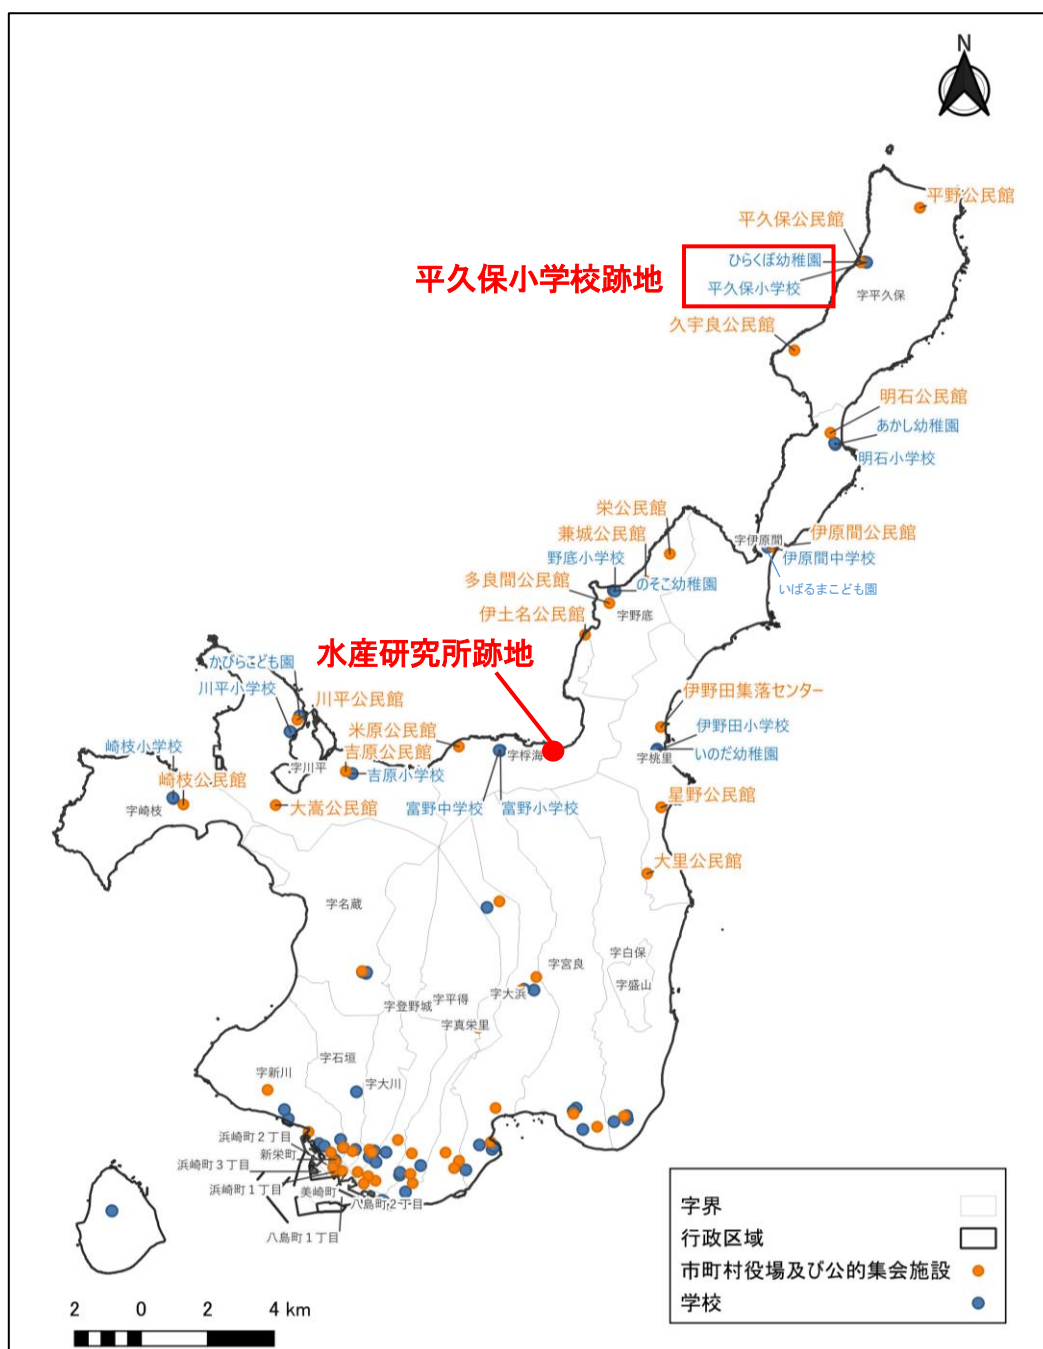 N
平野公民館
平久保公民館
ひらくぼ幼稚園
平久保小学校跡地
平久保小学校
字平久保
久宇良公民館
明石公民館
あかし幼稚園
明石小学校
栄公民館
兼城公民館
字伊原間
伊原間公民館
野底小学校
伊原間中学校
多良間公民館
のそこ幼稚園
いばるまこども園
伊土名公民館
字野底
水産研究所跡地
かびらこども園
川平小学校
川平公民館
伊野田集落センター
米原公民館
伊野田小学校
崎枝小学校
吉原公民館
字桴海
字桃里
いのだ幼稚園
字川平
吉原小学校
崎枝公民館
大嵩公民館
富野中学校
富野小学校
星野公民館
字崎枝
大里公民館
字名蔵
字白保
字宮良
字盛山
字大浜
字平得
字登野城
字真栄里
字石垣
字新川
字大川
浜崎町2丁目
新栄町
浜崎町3丁目
浜崎町1丁目
美崎町
八島町2丁目
八島町1丁目
字界
行政区域
市町村役場及び公的集会施設
学校
2 0 2 4 km